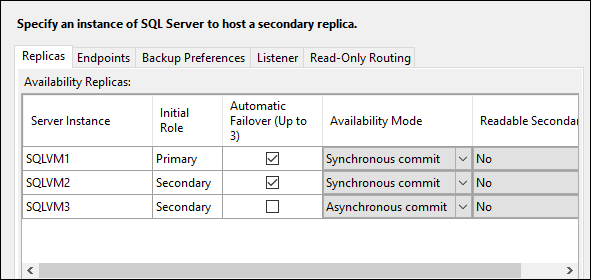 Specify an instance of SQL Server to host a secondary replica.
Replicas Endpoints Backup Preferences Listener Read-Only Routing
Availability Replicas:
Server Instance Initial Role Automatic Failover (Up to 3) Availability Mode Readable Secondar
SQLVM1 Primary Synchronous commit No
SQLVM2 Secondary Synchronous commit No
SQLVM3 Secondary Asynchronous commit No